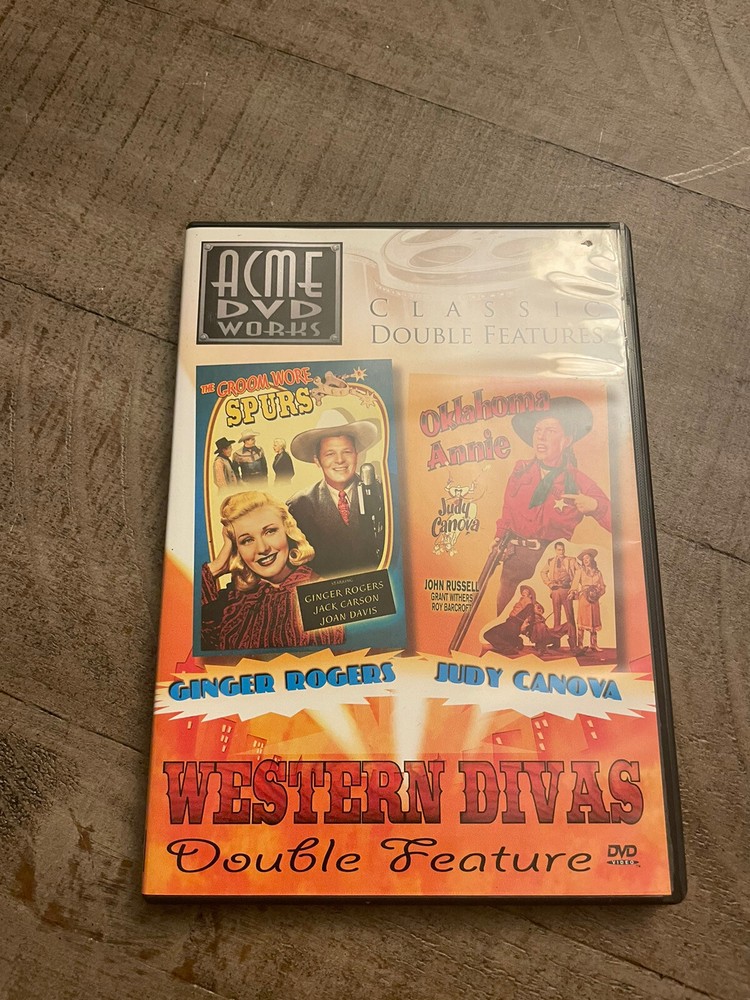 ACME
DVD
WORKS
CLASSIC
DOUBLE FEATURES
THE GROOM WORE
SPURS
STARRING
GINGER ROGERS
JACK CARSON
JOAN DAVIS
Oklahoma
Annie
Judy
Canova
JOHN RUSSELL
GRANT WITHERS
ROY BARCROFT
GINGER ROGERS
JUDY CANOVA
WESTERN DIVAS
Double Feature
DVD
VIDEO